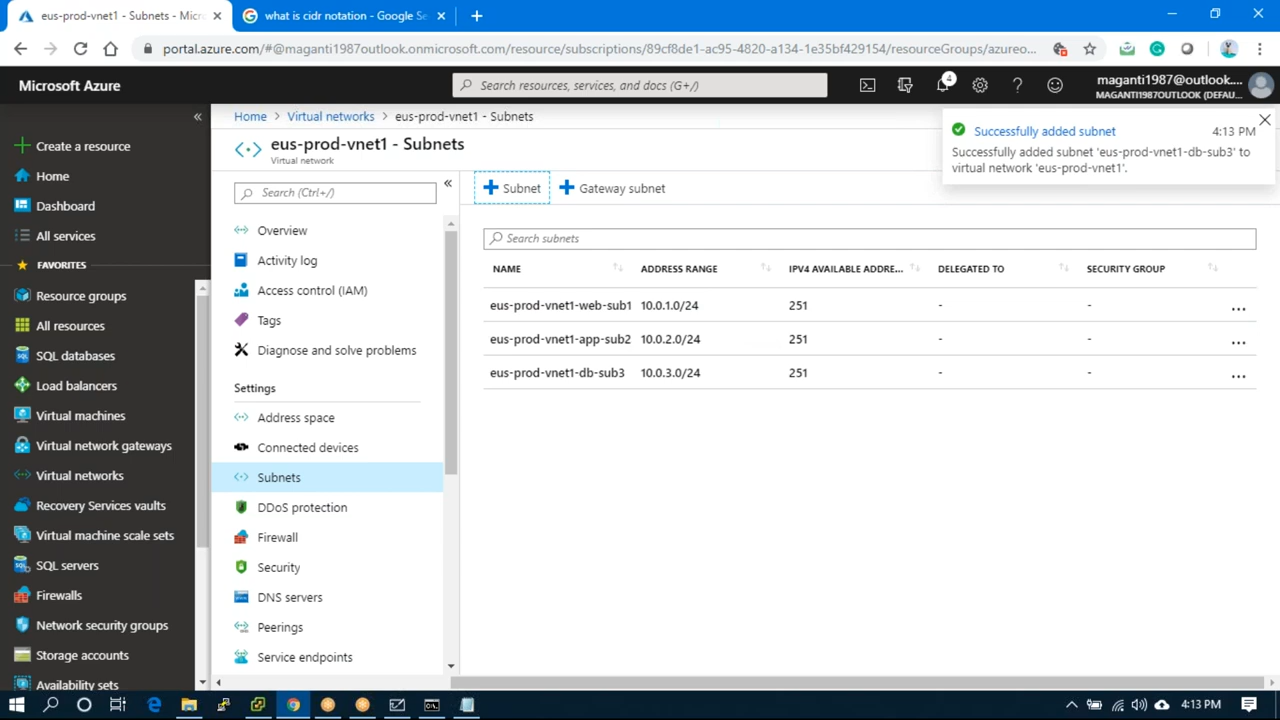 eus-prod-vnet1 - Subnets - Micro
what is cidr notation - Google Se
portal.azure.com/#@maganti1987outlook.onmicrosoft.com/resource/subscriptions/89cf8de1-ac95-4820-a134-1e35bf429154/resourceGroups/azureo...
Microsoft Azure
Search resources, services, and docs (G+/)
4
maganti1987@outlook....
MAGANTI1987OUTLOOK (DEFAU...
Create a resource
Home
Dashboard
All services
FAVORITES
Resource groups
All resources
SQL databases
Load balancers
Virtual machines
Virtual network gateways
Virtual networks
Recovery Services vaults
Virtual machine scale sets
SQL servers
Firewalls
Network security groups
Storage accounts
Availability sets
Home > Virtual networks > eus-prod-vnet1 - Subnets
eus-prod-vnet1 - Subnets
Virtual network
Search (Ctrl+/)
Overview
Activity log
Access control (IAM)
Tags
Diagnose and solve problems
Settings
Address space
Connected devices
Subnets
DDoS protection
Firewall
Security
DNS servers
Peerings
Service endpoints
+ Subnet + Gateway subnet
Search subnets
NAME ADDRESS RANGE IPV4 AVAILABLE ADDRE... DELEGATED TO SECURITY GROUP
eus-prod-vnet1-web-sub1 10.0.1.0/24 251 - - ...
eus-prod-vnet1-app-sub2 10.0.2.0/24 251 - - ...
eus-prod-vnet1-db-sub3 10.0.3.0/24 251 - - ...
Successfully added subnet 4:13 PM
Successfully added subnet 'eus-prod-vnet1-db-sub3' to
virtual network 'eus-prod-vnet1'.
4:13 PM